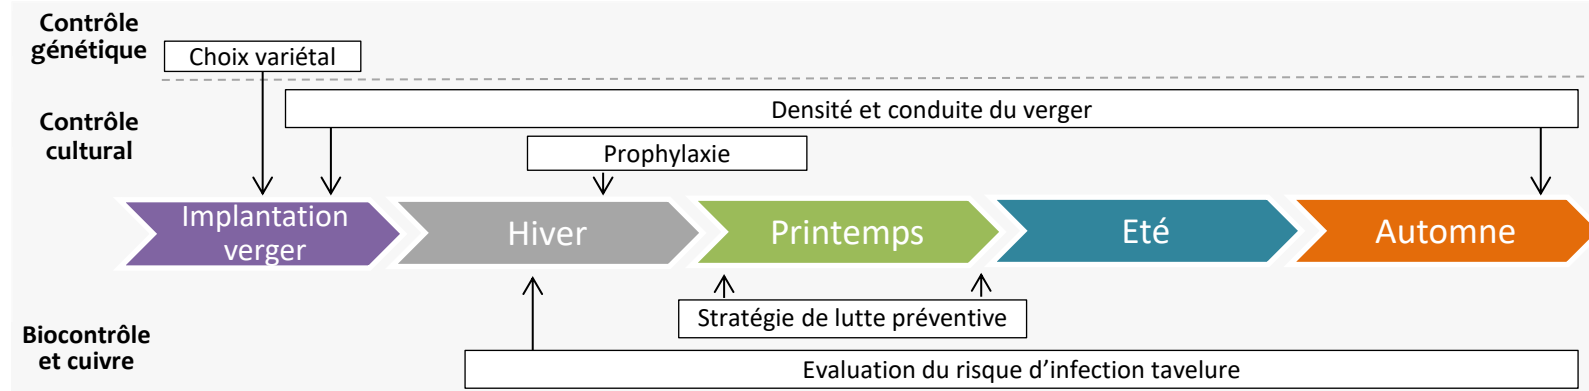 Contrôle
génétique
Choix variétal
Densité et conduite du verger
Contrôle
cultural
Prophylaxie
Implantation
verger
Hiver
Printemps
Eté
Automne
Stratégie de lutte préventive
Biocontrôle
et cuivre
Evaluation du risque d’infection tavelure